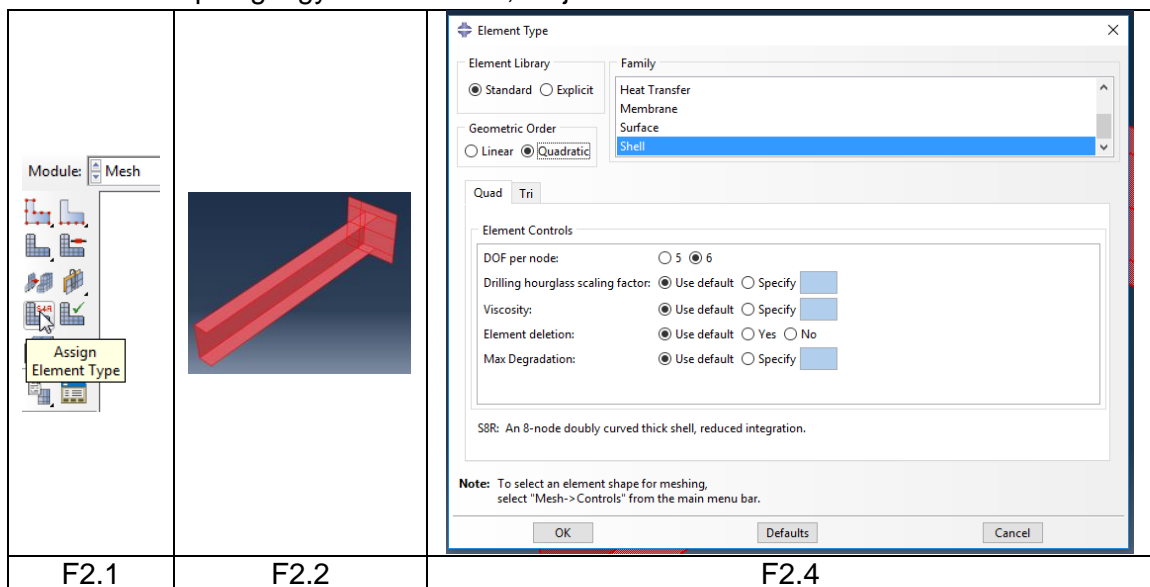 Module: Mesh
S4R
Assign
Element Type
Element Type
Element Library
Standard Explicit
Family
Heat Transfer
Membrane
Surface
Shell
Geometric Order
Linear Quadratic
Quad Tri
Element Controls
DOF per node: 5 6
Drilling hourglass scaling factor: Use default Specify
Viscosity: Use default Specify
Element deletion: Use default Yes No
Max Degradation: Use default Specify
S8R: An 8-node doubly curved thick shell, reduced integration.
Note: To select an element shape for meshing,
select "Mesh->Controls" from the main menu bar.
OK Defaults Cancel
F2.1 F2.2 F2.4